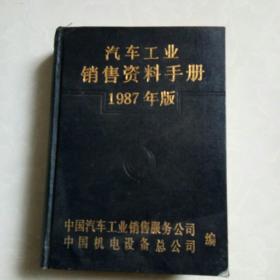 汽车工业
销售资料手册
1987年版
中国汽车工业销售服务公司
中国机电设备总公司 编